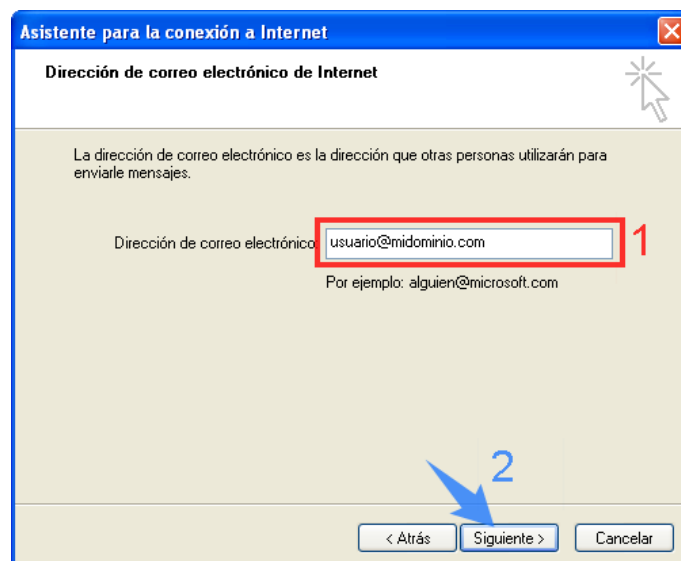 Asistente para la conexión a Internet
Dirección de correo electrónico de Internet
La dirección de correo electrónico es la dirección que otras personas utilizarán para
enviarle mensajes.
Dirección de correo electrónico
usuario@midominio.com
1
Por ejemplo: alguien@microsoft.com
2
< Atrás
Siguiente >
Cancelar